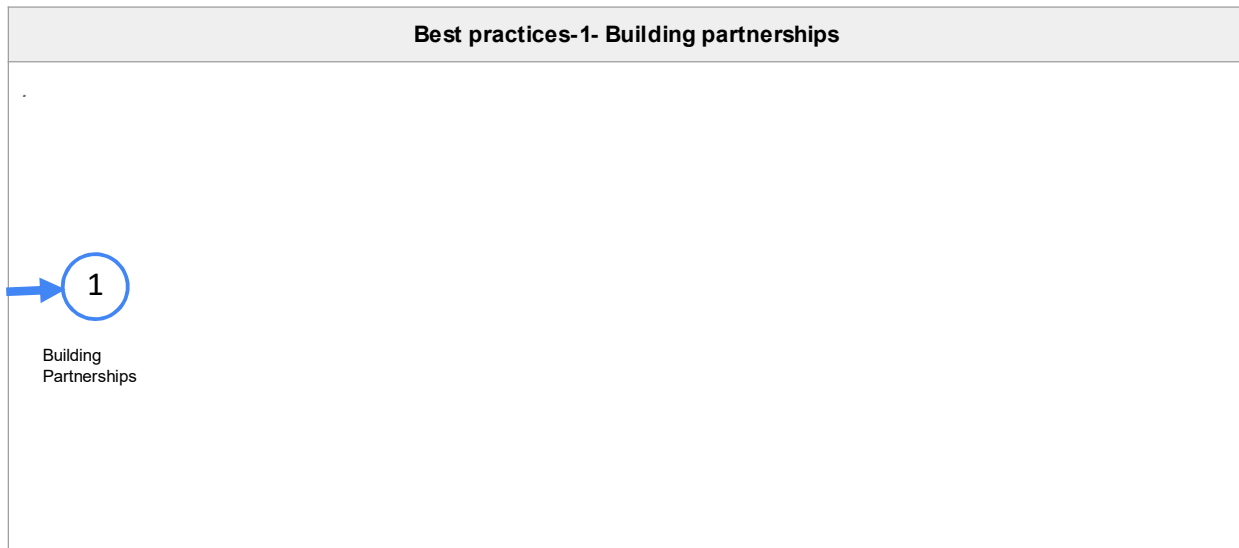 Best practices-1- Building partnerships
.
1
Building
Partnerships